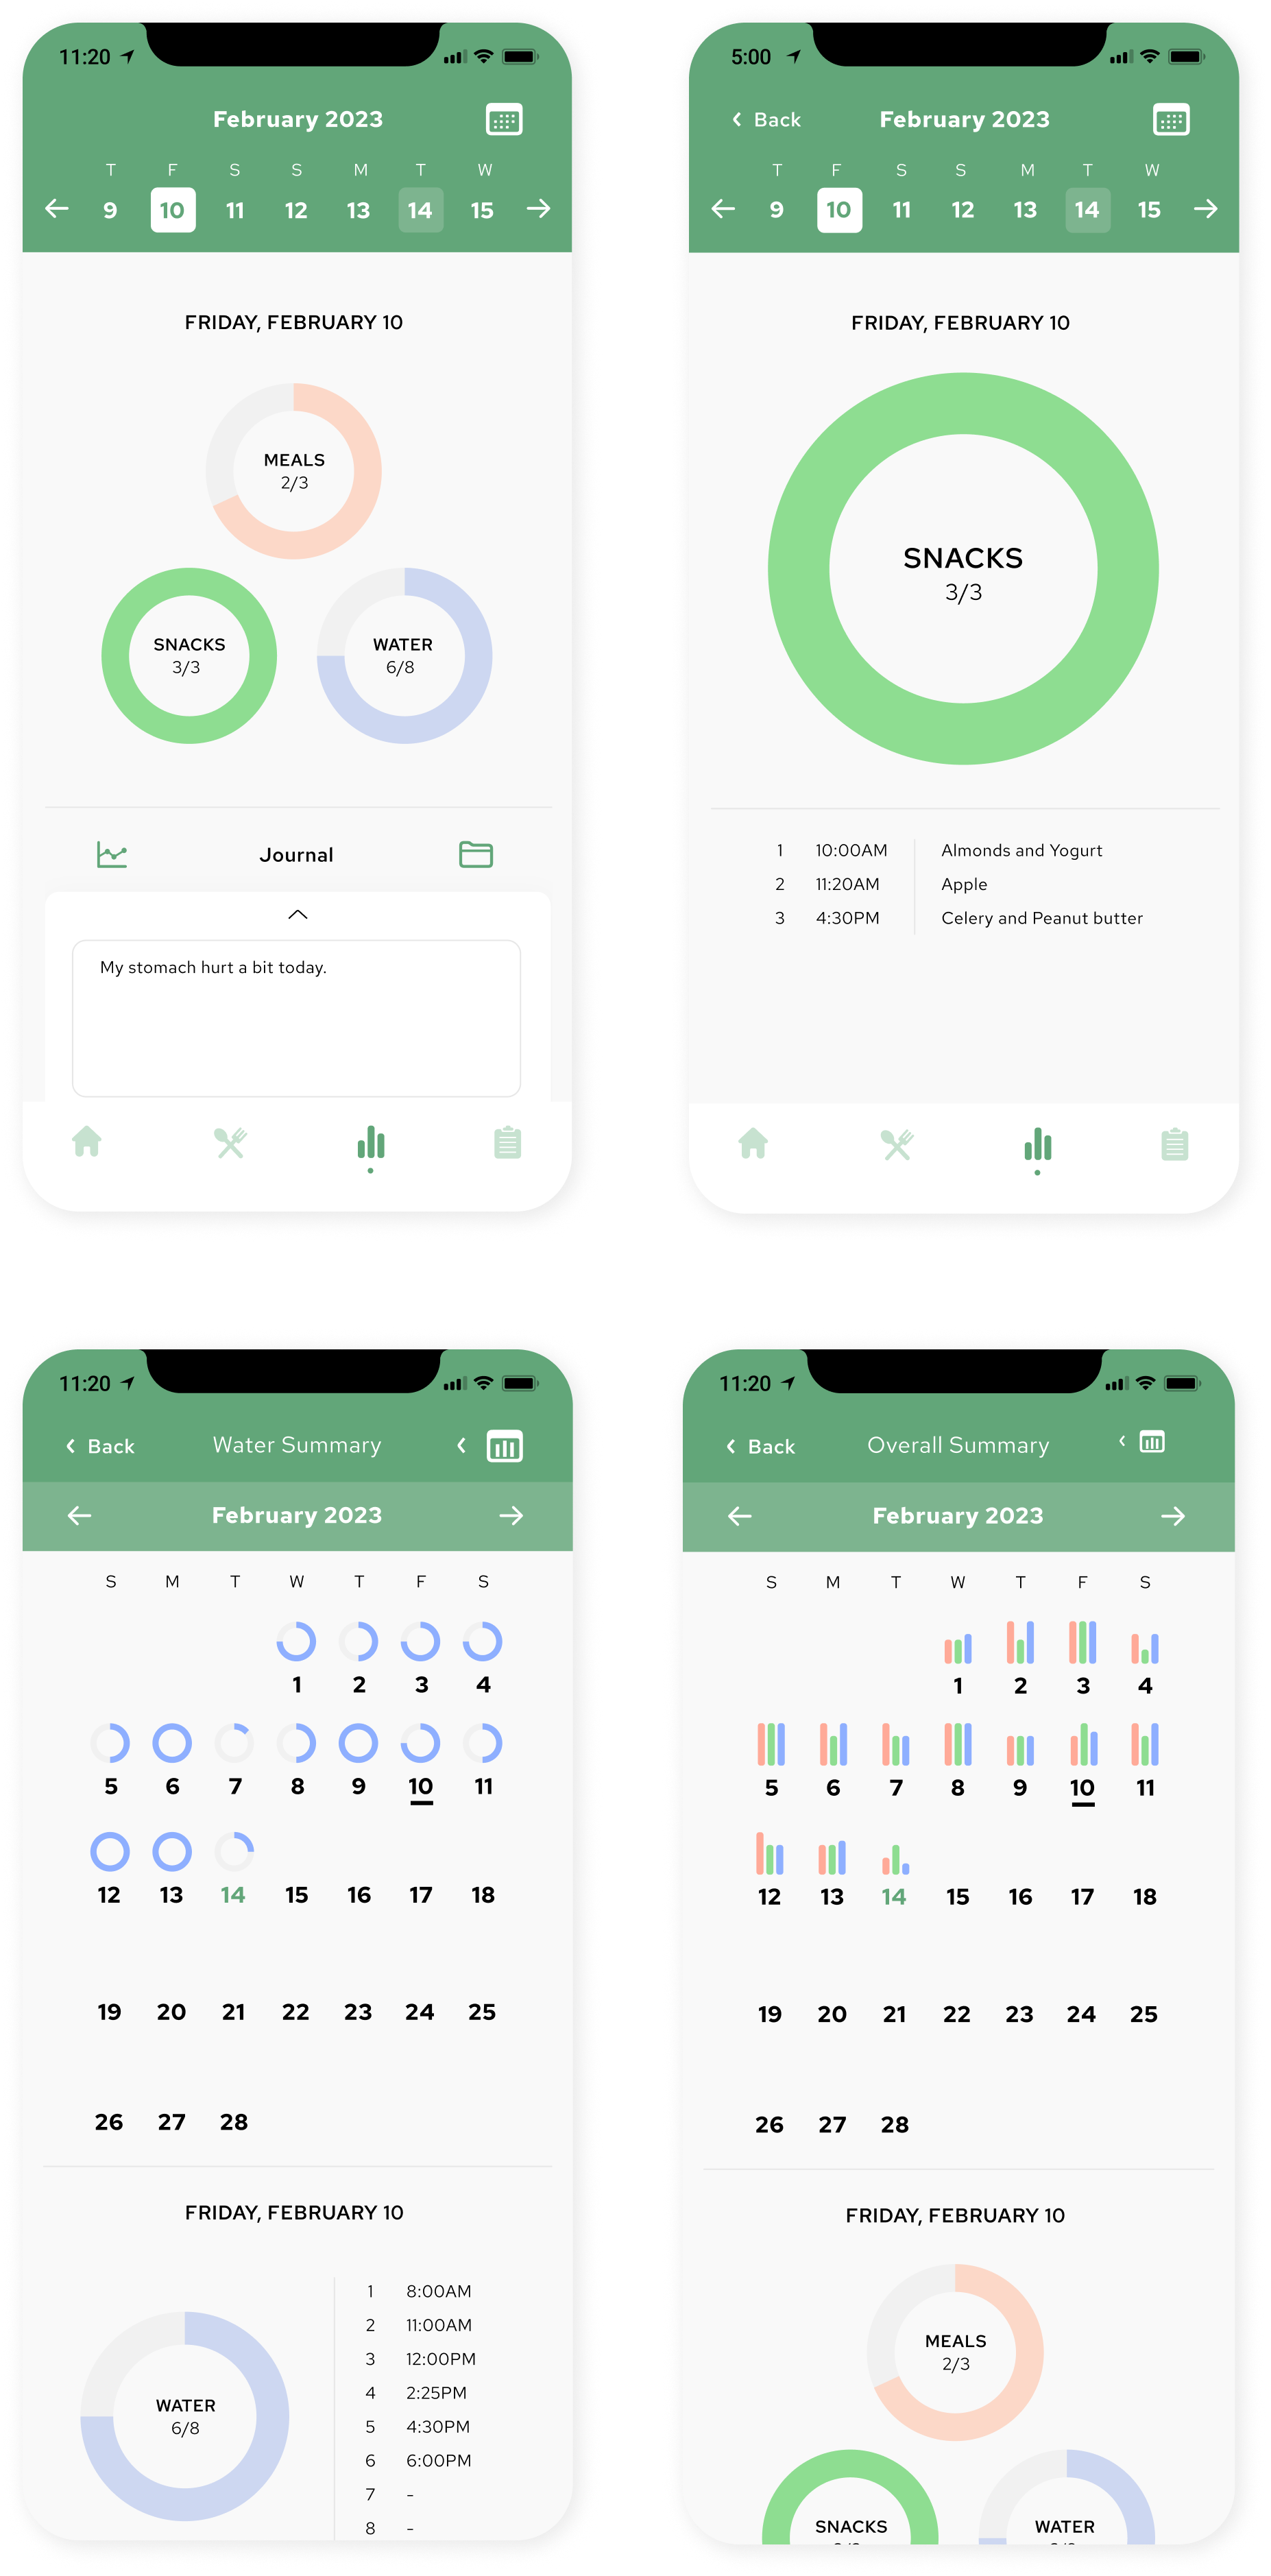 11:20
February 2023
T F S S M T W
9 10 11 12 13 14 15
FRIDAY, FEBRUARY 10
MEALS
2/3
SNACKS
3/3
WATER
6/8
Journal
My stomach hurt a bit today.
5:00
Back February 2023
T F S S M T W
9 10 11 12 13 14 15
FRIDAY, FEBRUARY 10
SNACKS
3/3
1 10:00AM Almonds and Yogurt
2 11:20AM Apple
3 4:30PM Celery and Peanut butter
11:20
Back Water Summary
February 2023
S M T W T F S
1 2 3 4
5 6 7 8 9 10 11
12 13 14 15 16 17 18
19 20 21 22 23 24 25
26 27 28
FRIDAY, FEBRUARY 10
WATER
6/8
1 8:00AM
2 11:00AM
3 12:00PM
4 2:25PM
5 4:30PM
6 6:00PM
7 -
8 -
11:20
Back Overall Summary
February 2023
S M T W T F S
1 2 3 4
5 6 7 8 9 10 11
12 13 14 15 16 17 18
19 20 21 22 23 24 25
26 27 28
FRIDAY, FEBRUARY 10
MEALS
2/3
SNACKS
WATER